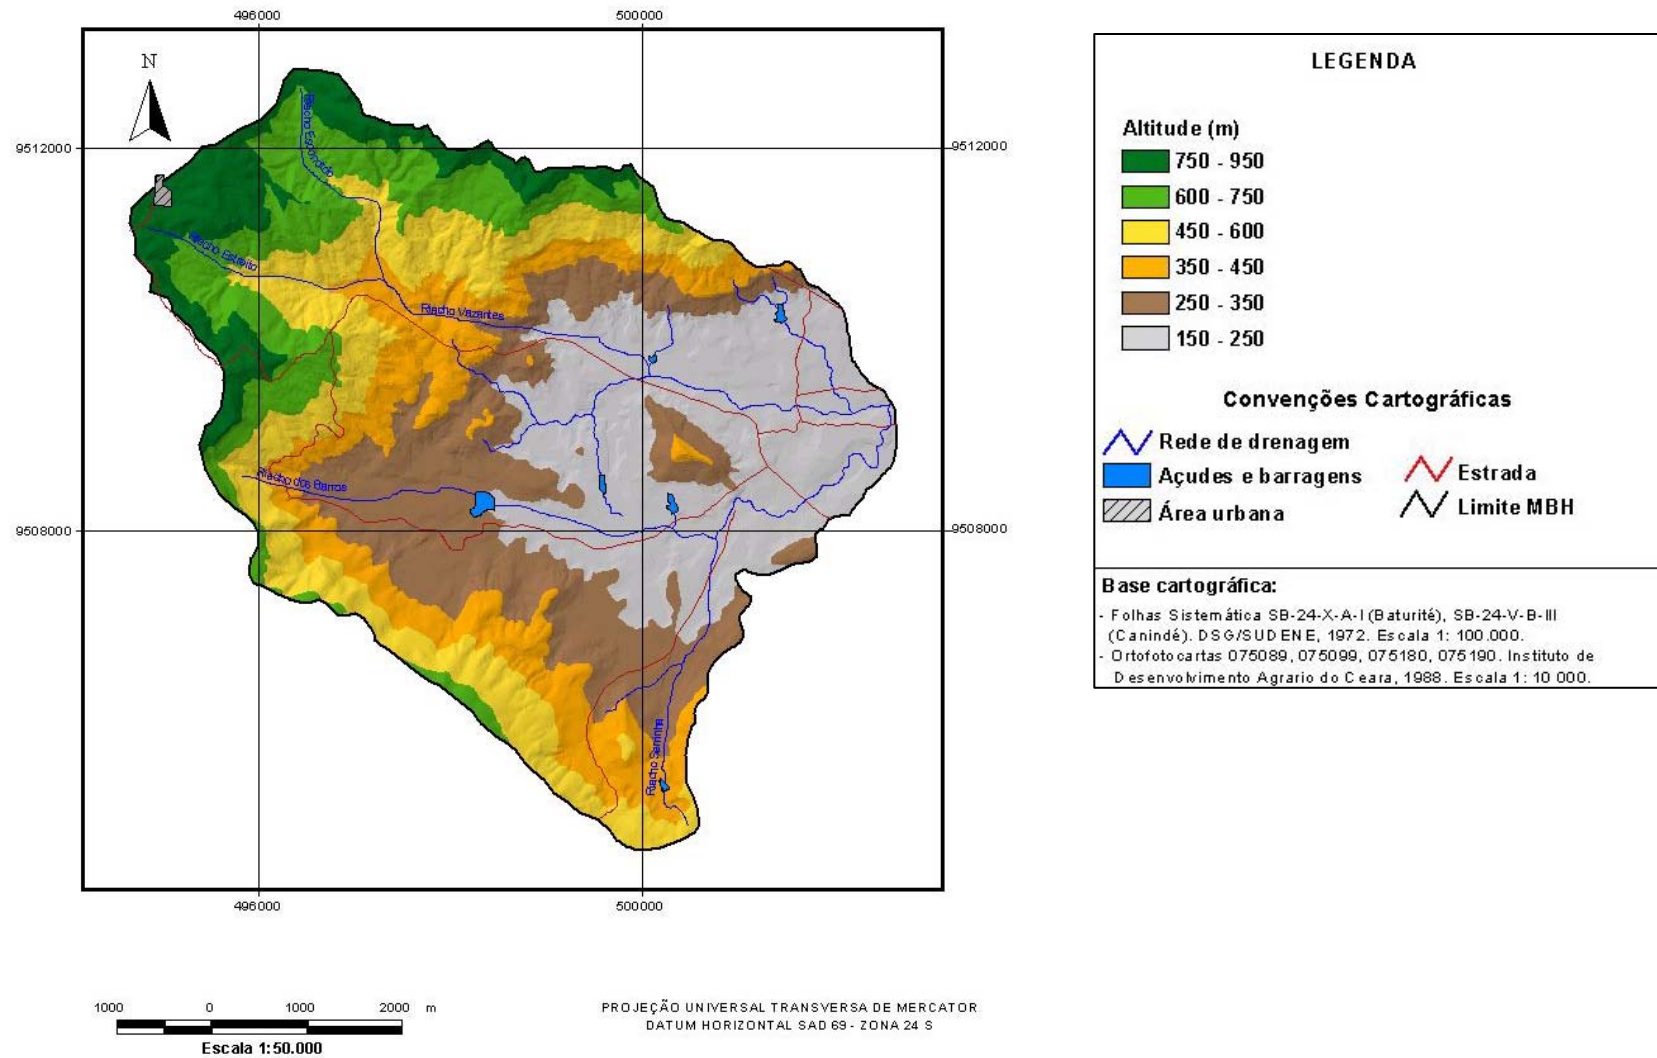 496000
500000
N
9512000
9512000
Riacho Vazantes
Riacho dos Barros
9508000
9508000
Riacho Serrinha
496000
500000
1000 0 1000 2000 m
Escala 1:50.000
PROJEÇÃO UNIVERSAL TRANSVERSA DE MERCATOR
DATUM HORIZONTAL SAD 69 - ZONA 24 S
LEGENDA
Altitude (m)
750 - 950
600 - 750
450 - 600
350 - 450
250 - 350
150 - 250
Convenções Cartográficas
Rede de drenagem
Açudes e barragens
Estrada
Área urbana
Limite MBH
Base cartográfica:
- Folhas Sistemática SB-24-X-A-I (Baturité), SB-24-V-B-III
(Canindé). DSG/SUDENE, 1972. Escala 1: 100.000.
- Ortofotocartas 075089, 075099, 075180, 075190. Instituto de
Desenvolvimento Agrario do Ceara, 1988. Escala 1: 10 000.